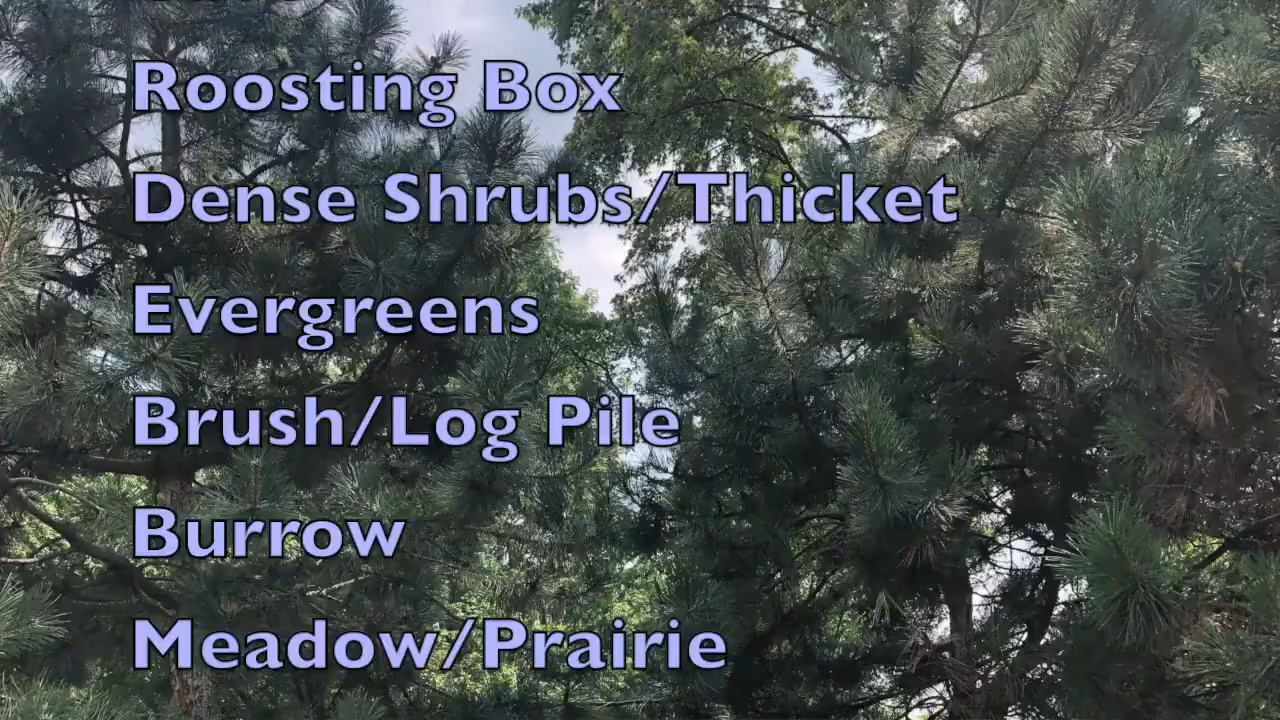 Roosting Box
Dense Shrubs/Thicket
Evergreens
Brush/Log Pile
Burrow
Meadow/Prairie